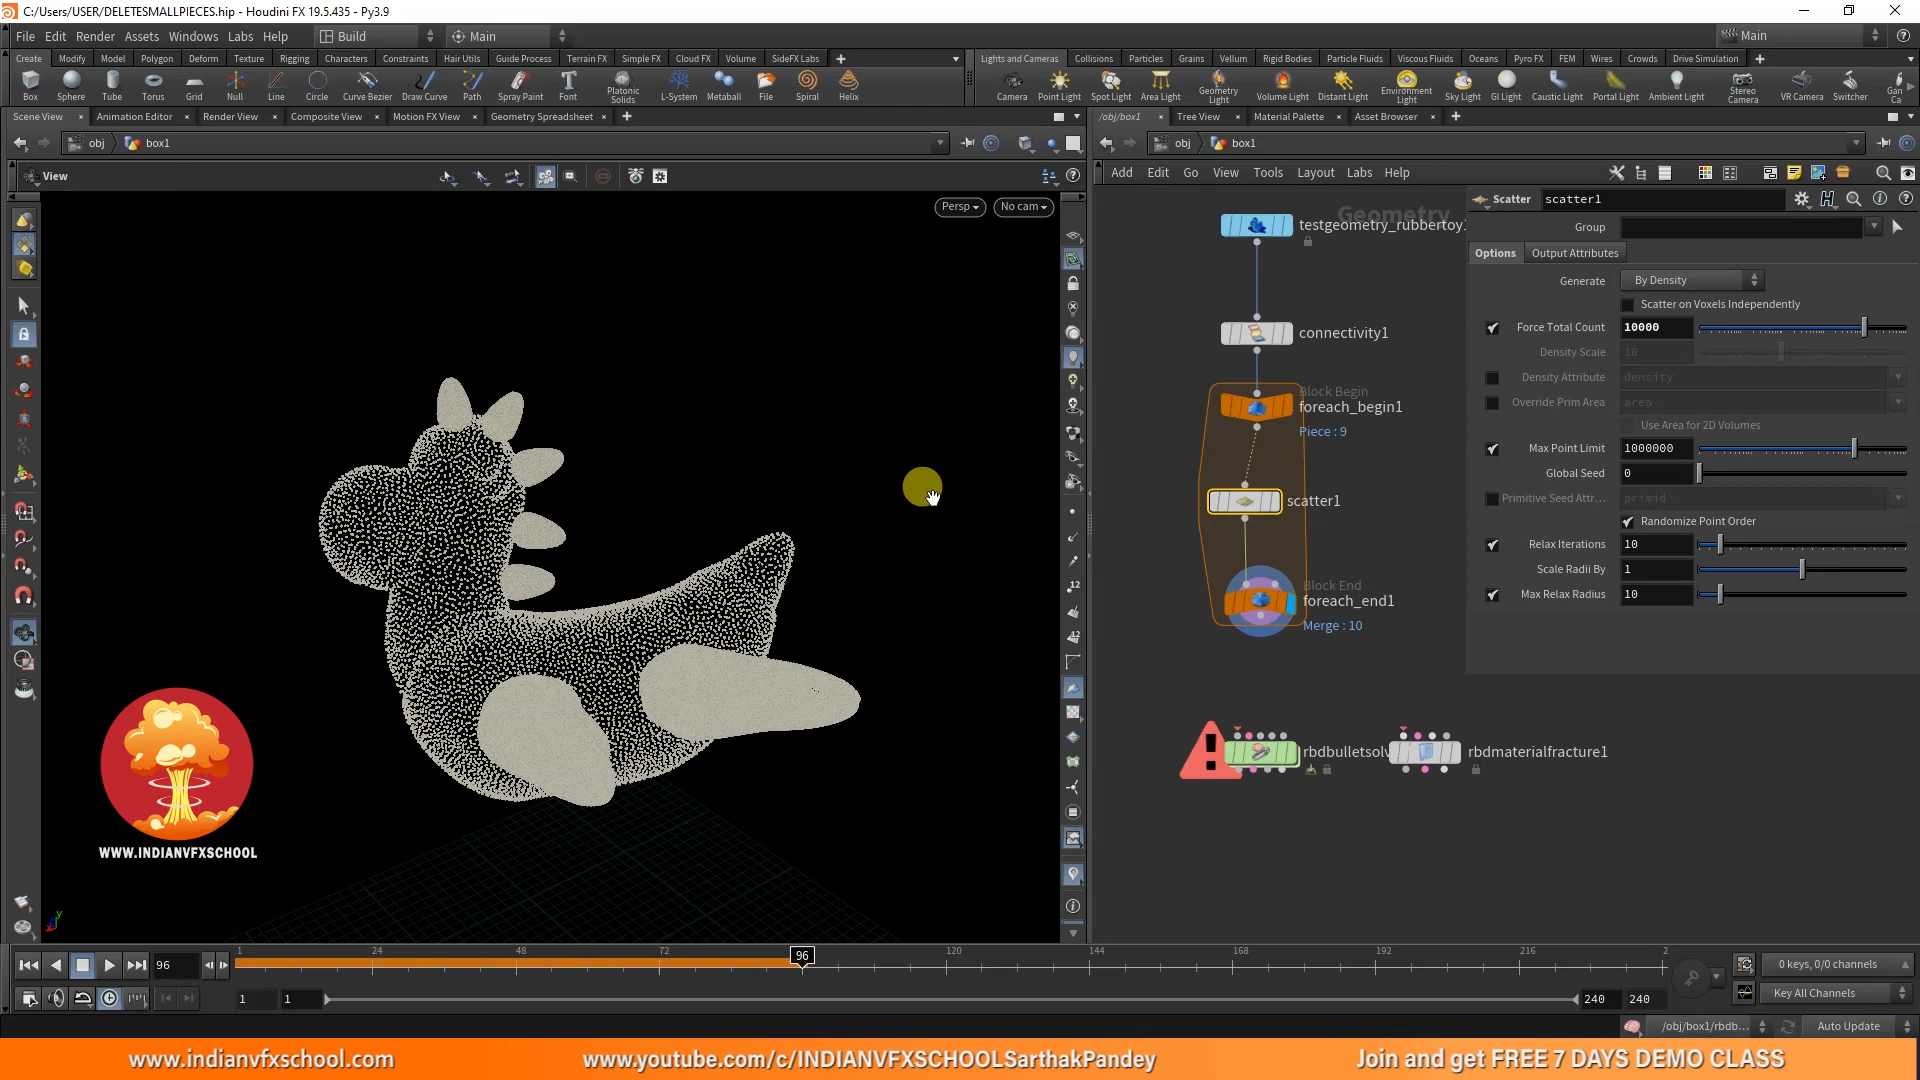 C:/Users/USER/DELETESMALLPIECES.hip - Houdini FX 19.5.435 - Py3.9
File Edit Render Assets Windows Labs Help Build Main Main
Create Modify Model Polygon Deform Texture Rigging Characters Constraints Hair Utils Guide Process Terrain FX Simple FX Cloud FX Volume SideFX Labs
Lights and Cameras Collisions Particles Grains Vellum Rigid Bodies Particle Fluids Viscous Fluids Oceans Pyro FX FEM Wires Crowds Drive Simulation
Box Sphere Tube Torus Grid Null Line Circle Curve Bezier Draw Curve Path Spray Paint Font Platonic Solids L-System Metaball File Spiral Helix
Camera Point Light Spot Light Area Light Geometry Light Volume Light Distant Light Environment Light Sky Light GI Light Caustic Light Portal Light Ambient Light Stereo Camera VR Camera Switcher Gan Ca
Scene View Animation Editor Render View Composite View Motion FX View Geometry Spreadsheet
/obj/box1 Tree View Material Palette Asset Browser
obj box1
obj box1
View
Add Edit Go View Tools Layout Labs Help
Persp No cam
Geometry
testgeometry_rubbertoy1
connectivity1
Block Begin
foreach_begin1
Piece : 9
scatter1
Block End
foreach_end1
Merge : 10
rbdbulletsolv
rbdmaterialfracture1
Scatter scatter1
Group
Options Output Attributes
Generate By Density
Scatter on Voxels Independently
Force Total Count 10000
Density Scale 10
Density Attribute density
Override Prim Area area
Use Area for 2D Volumes
Max Point Limit 1000000
Global Seed 0
Primitive Seed Attr... primid
Randomize Point Order
Relax Iterations 10
Scale Radii By 1
Max Relax Radius 10
12
12
WWW.INDIANVFXSCHOOL
y
96
1 24 48 72 96 120 144 168 192 216 2
0 keys, 0/0 channels
1 1 240 240
Key All Channels
/obj/box1/rbdb... Auto Update
www.indianvfxschool.com
www.youtube.com/c/INDIANVFXSCHOOLSarthakPandey
Join and get FREE 7 DAYS DEMO CLASS